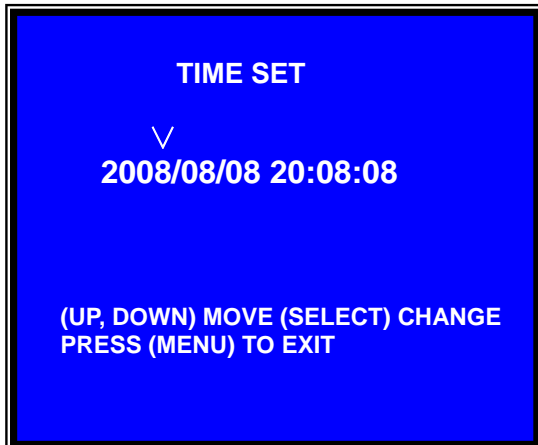 TIME SET
2008/08/08 20:08:08
(UP, DOWN) MOVE (SELECT) CHANGE
PRESS (MENU) TO EXIT